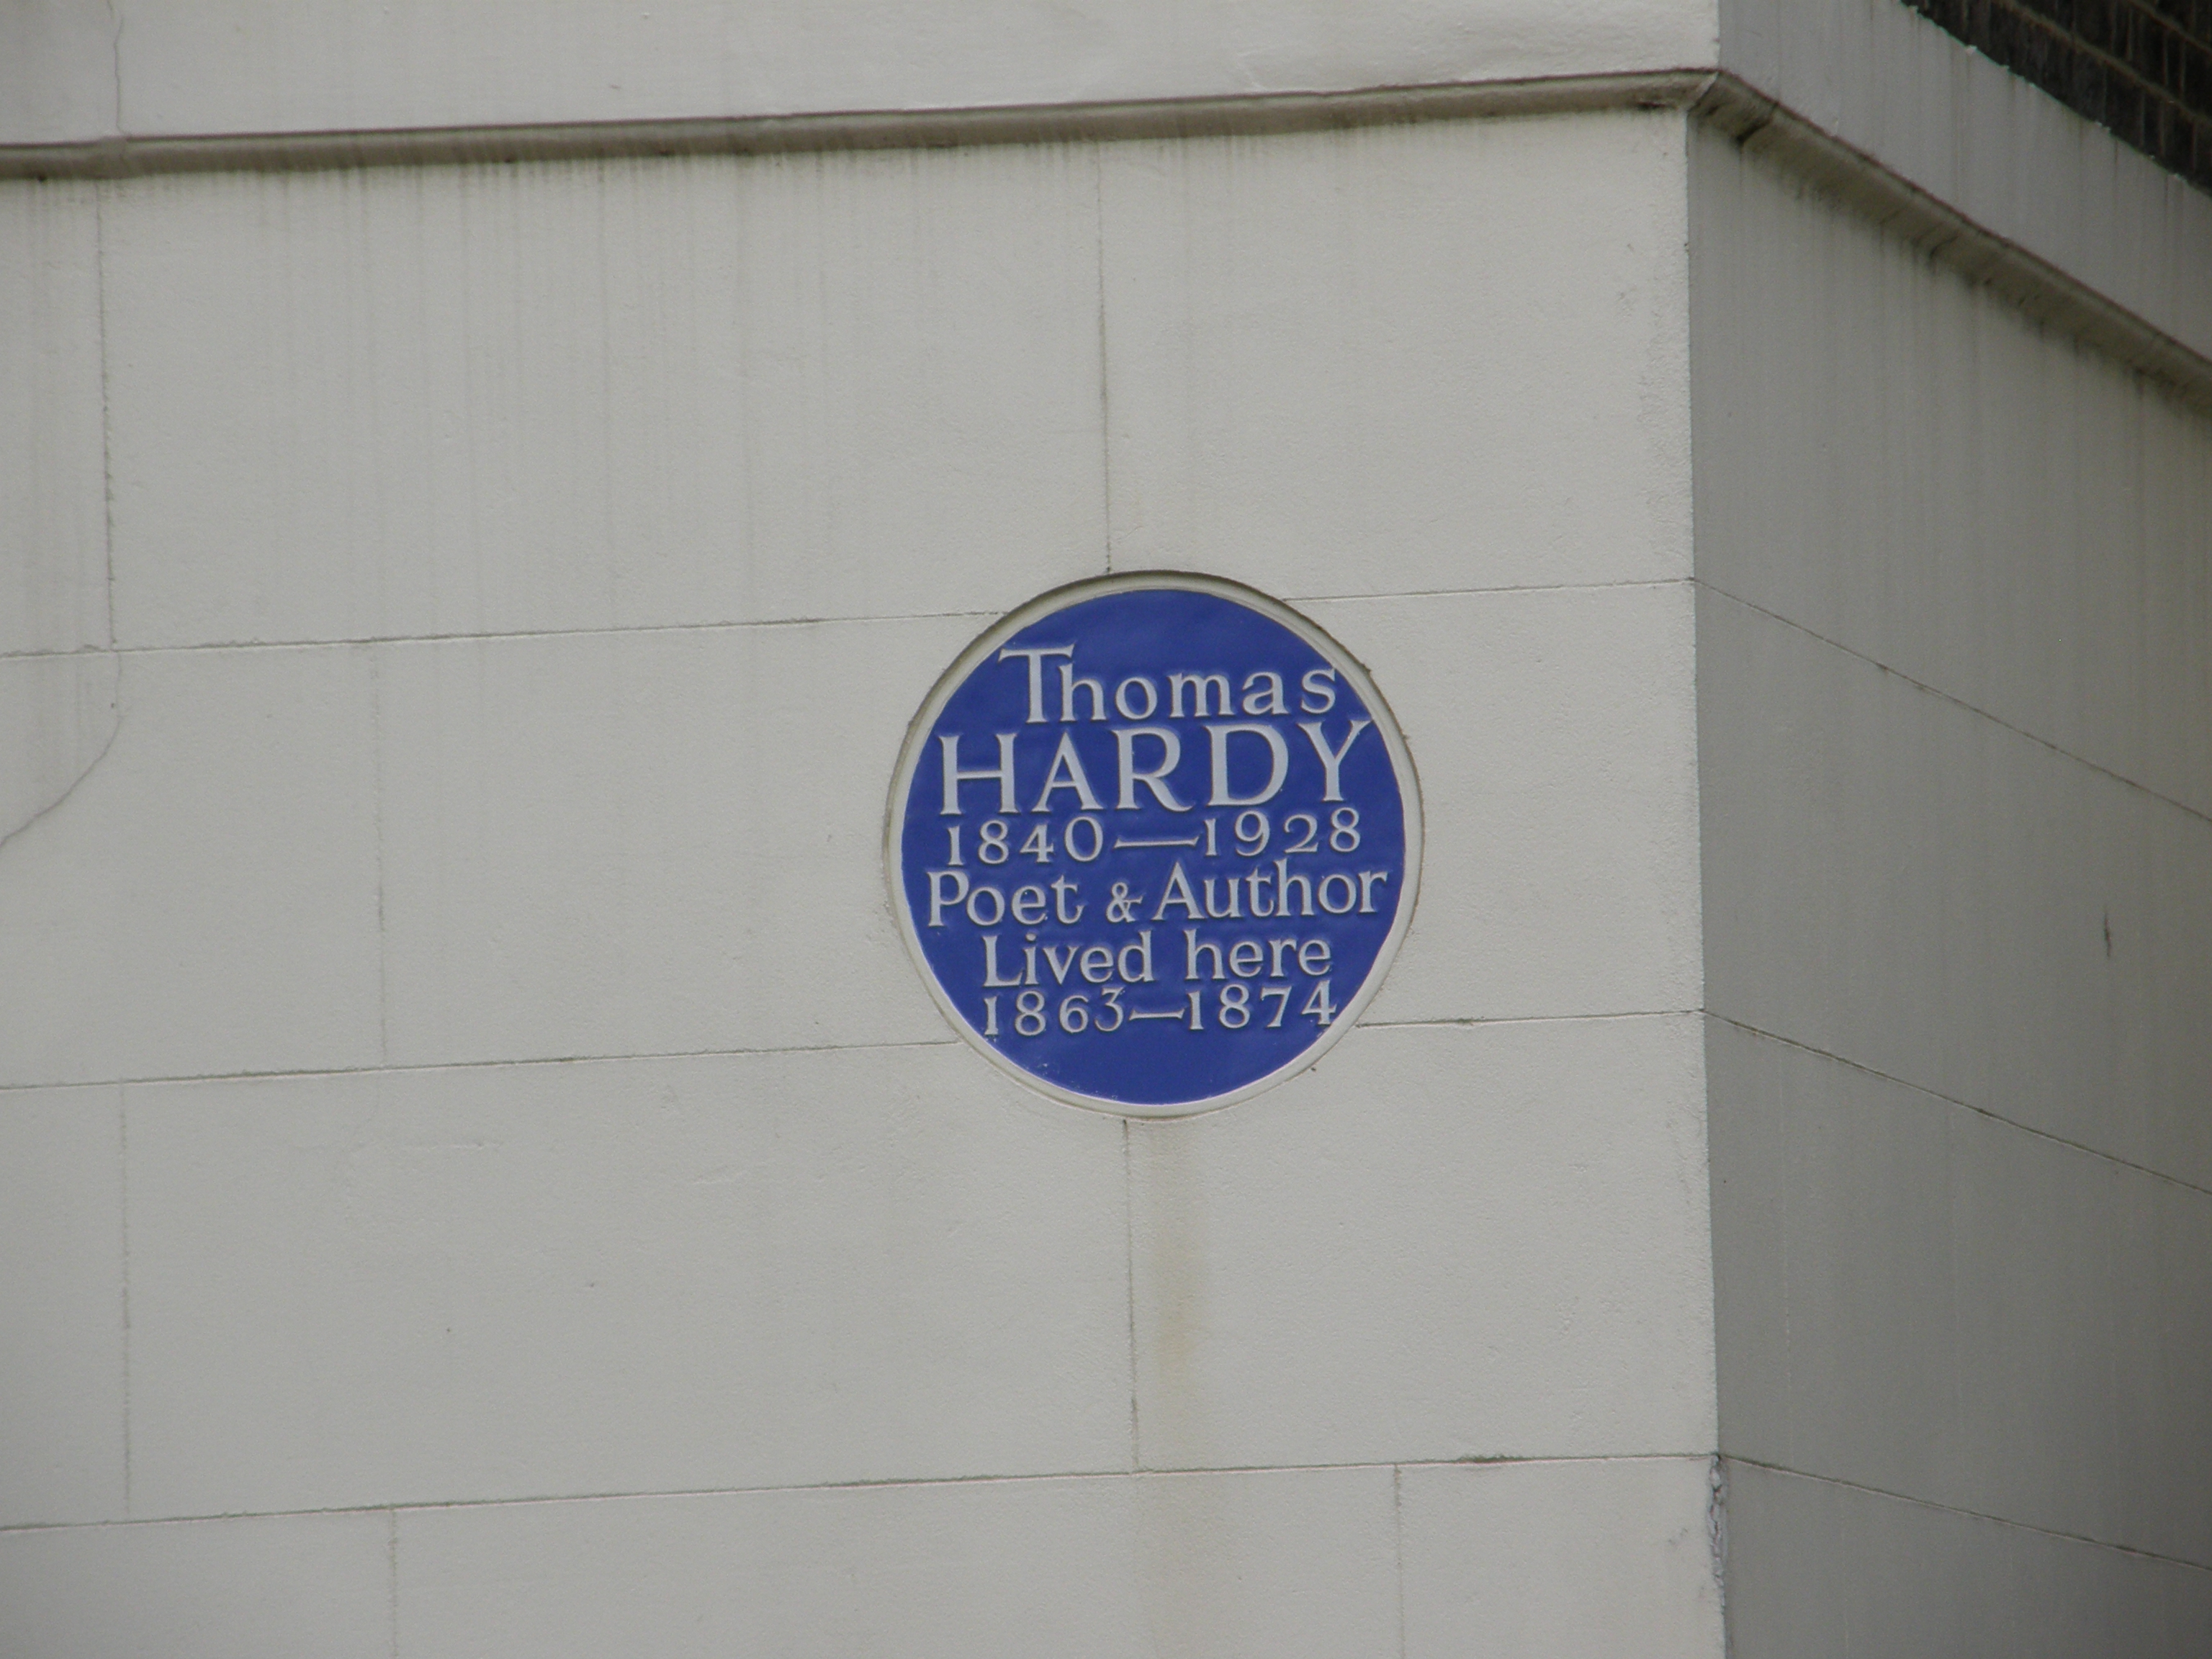 Thomas
HARDY
1840—1928
Poet & Author
Lived here
1863—1874